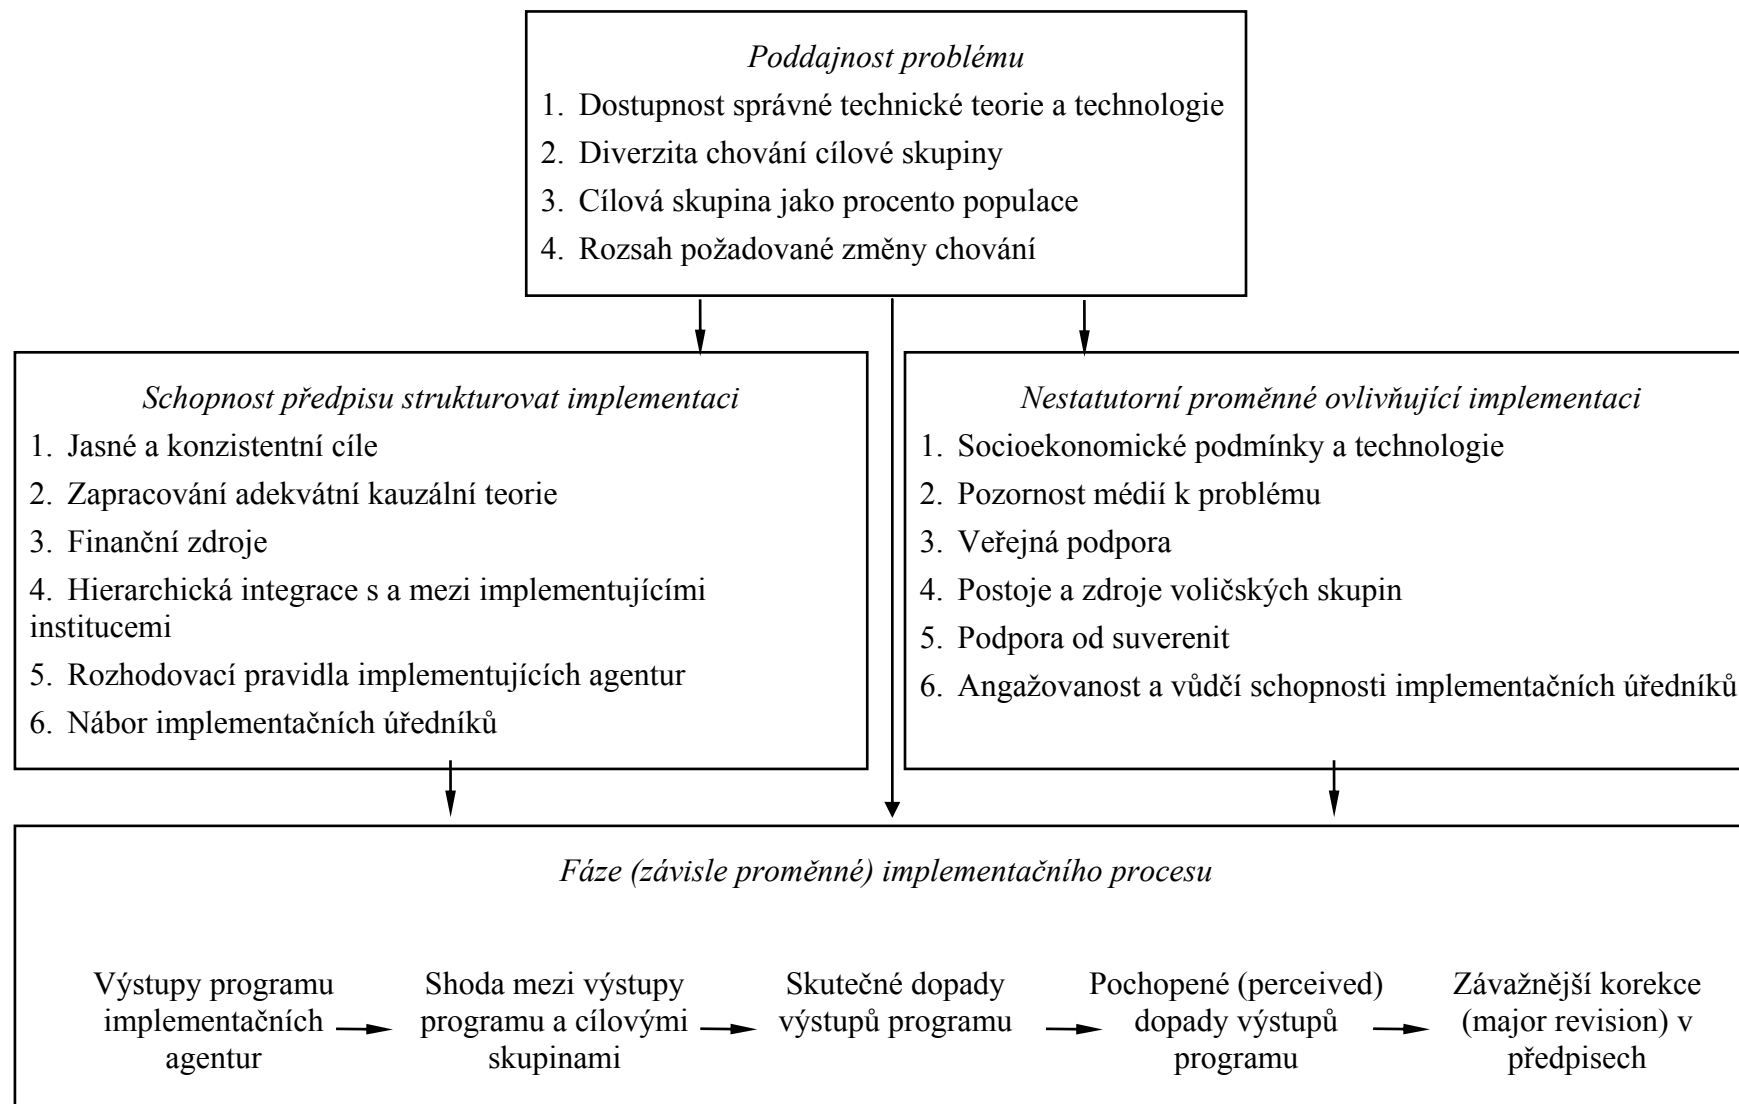 Poddajnost problému
1. Dostupnost správné technické teorie a technologie
2. Diverzita chování cílové skupiny
3. Cílová skupina jako procento populace
4. Rozsah požadované změny chování
Schopnost předpisu strukturovat implementaci
1. Jasné a konzistentní cíle
2. Zapracování adekvátní kauzální teorie
3. Finanční zdroje
4. Hierarchická integrace s a mezi implementujícími
institucemi
5. Rozhodovací pravidla implementujících agentur
6. Nábor implementačních úředníků
Nestatutorní proměnné ovlivňující implementaci
1. Socioekonomické podmínky a technologie
2. Pozornost médií k problému
3. Veřejná podpora
4. Postoje a zdroje voličských skupin
5. Podpora od suverenit
6. Angažovanost a vůdčí schopnosti implementačních úředníků
Fáze (závisle proměnné) implementačního procesu
Výstupy programu
implementačních
agentur
Shoda mezi výstupy
programu a cílovými
skupinami
Skutečné dopady
výstupů programu
Pochopené (perceived)
dopady výstupů
programu
Závažnější korekce
(major revision) v
předpisech